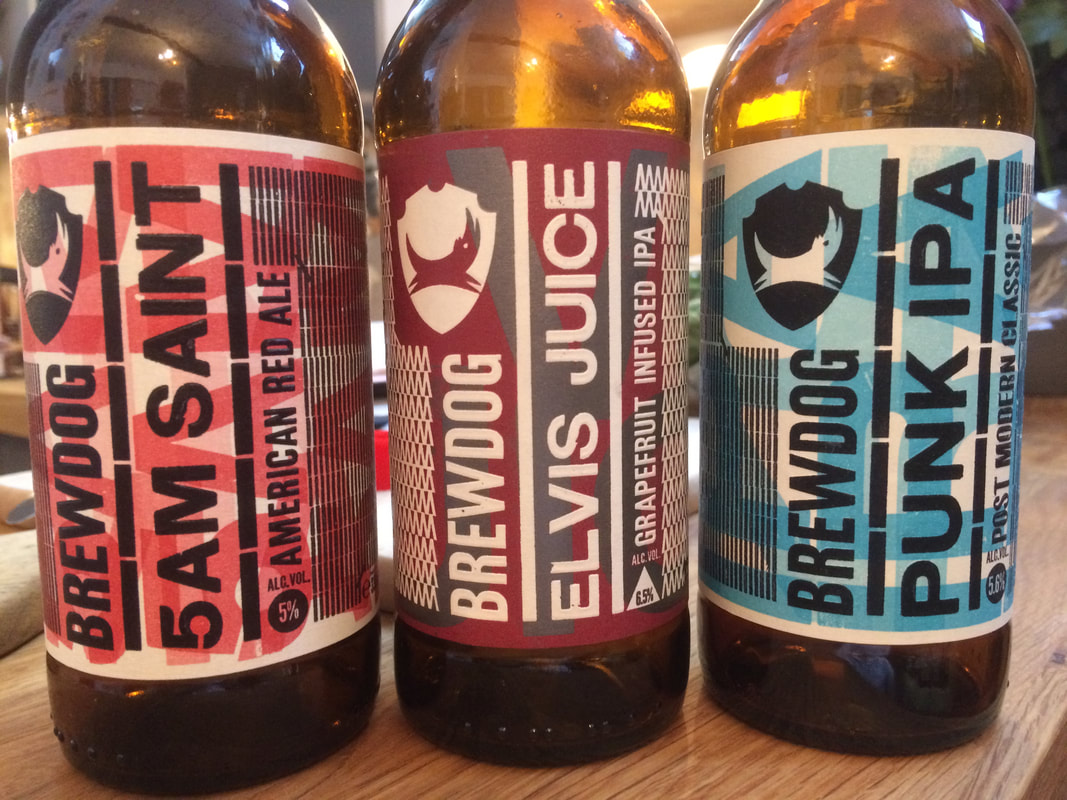 BREWDOG
5AM SAINT
AMERICAN RED ALE
ALC. VOL.
5%
BREWDOG
ELVIS JUICE
GRAPEFRUIT INFUSED IPA
ALC. VOL.
6.5%
BREWDOG
PUNK IPA
POST MODERN CLASSIC
ALC. VOL.
5.6%